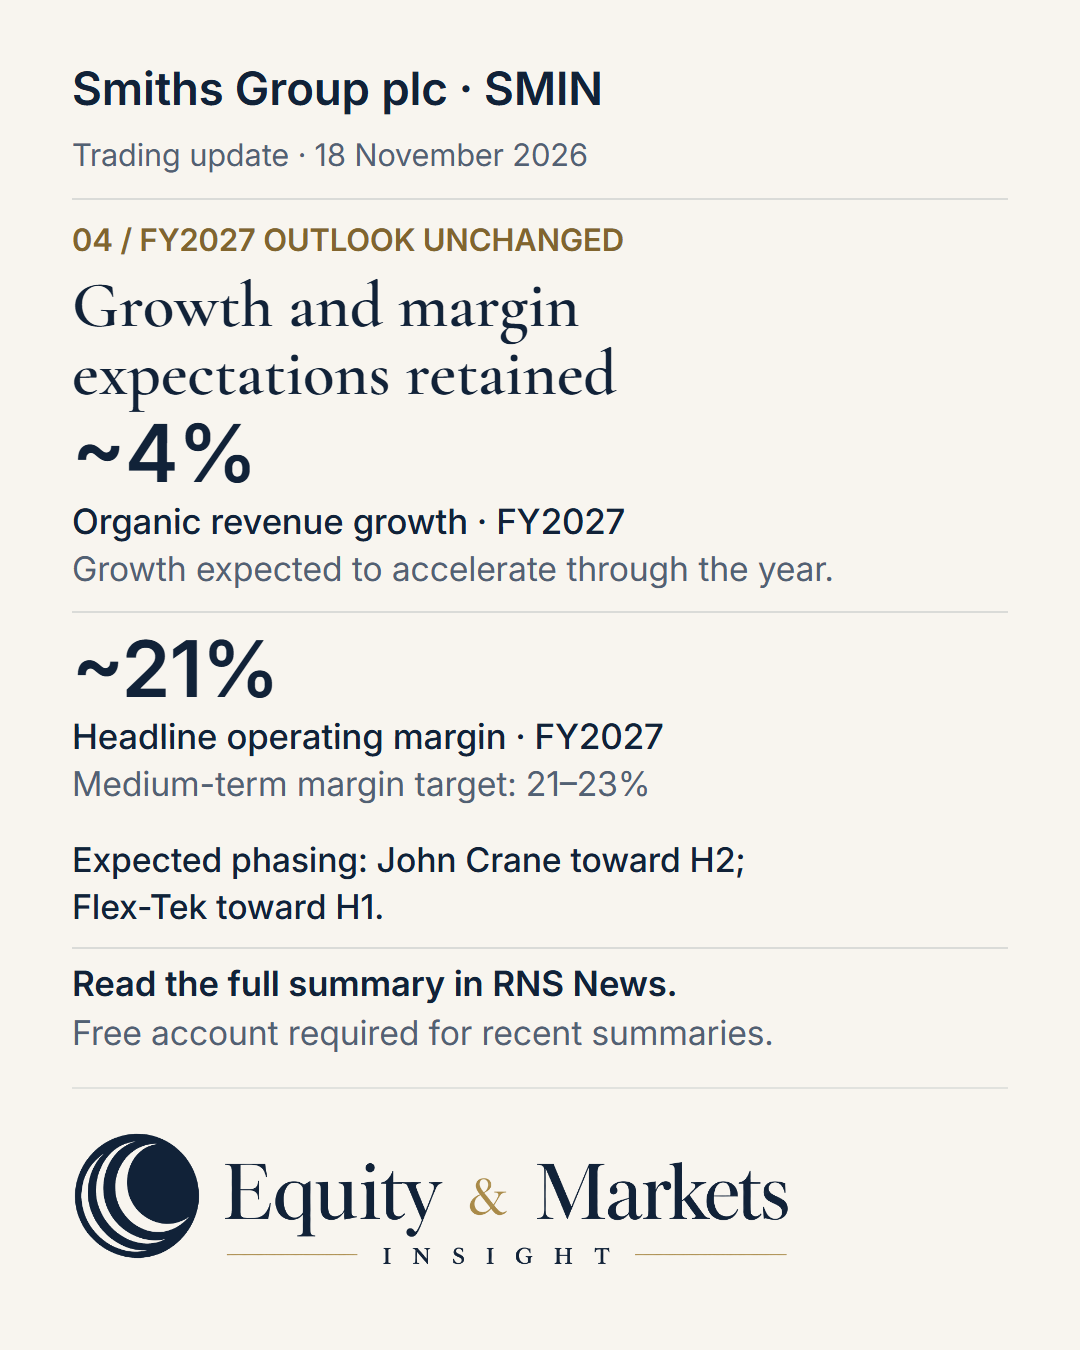 Smiths Group plc · SMIN
Trading update · 18 November 2026
04 / FY2027 OUTLOOK UNCHANGED
Growth and margin
expectations retained
~4%
Organic revenue growth · FY2027
Growth expected to accelerate through the year.
~21%
Headline operating margin · FY2027
Medium-term margin target: 21–23%
Expected phasing: John Crane toward H2;
Flex-Tek toward H1.
Read the full summary in RNS News.
Free account required for recent summaries.
Equity & Markets
INSIGHT